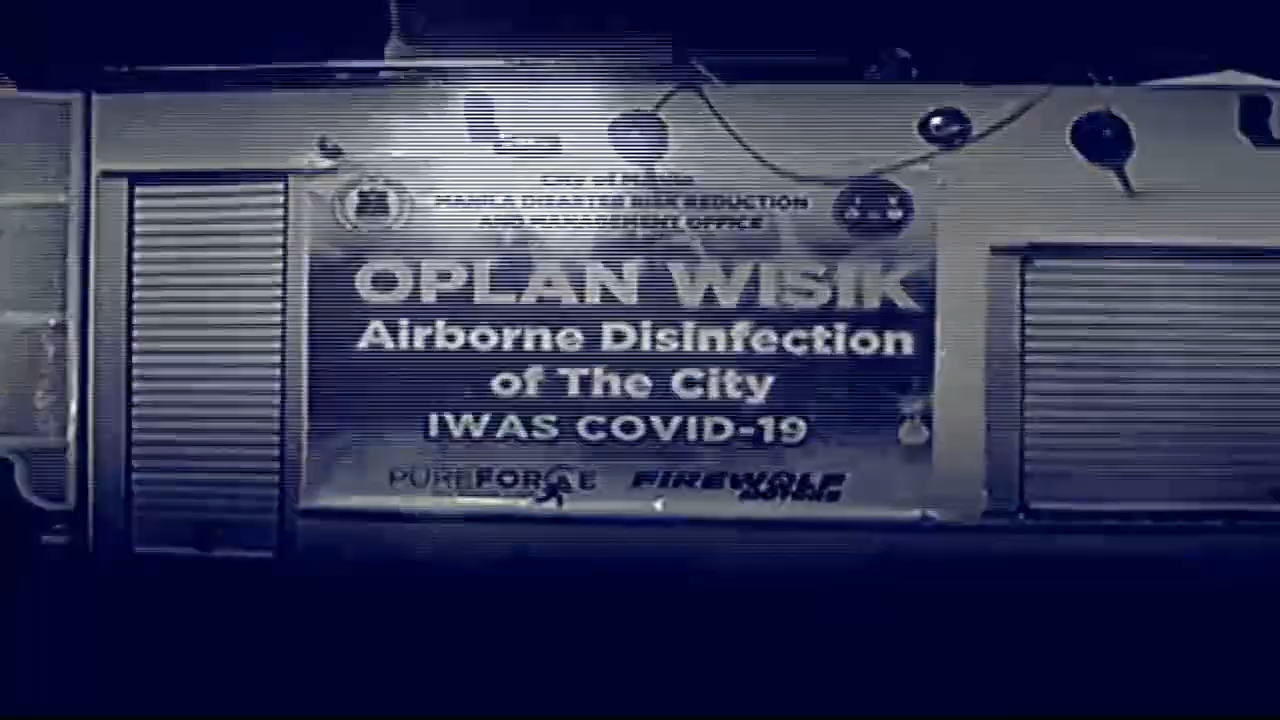 City of Manila
MANILA DISASTER RISK REDUCTION
AND MANAGEMENT OFFICE
OPLAN WISIK
Airborne Disinfection
of The City
IWAS COVID-19
PUREFORCE FIREWOLF
MOTORS